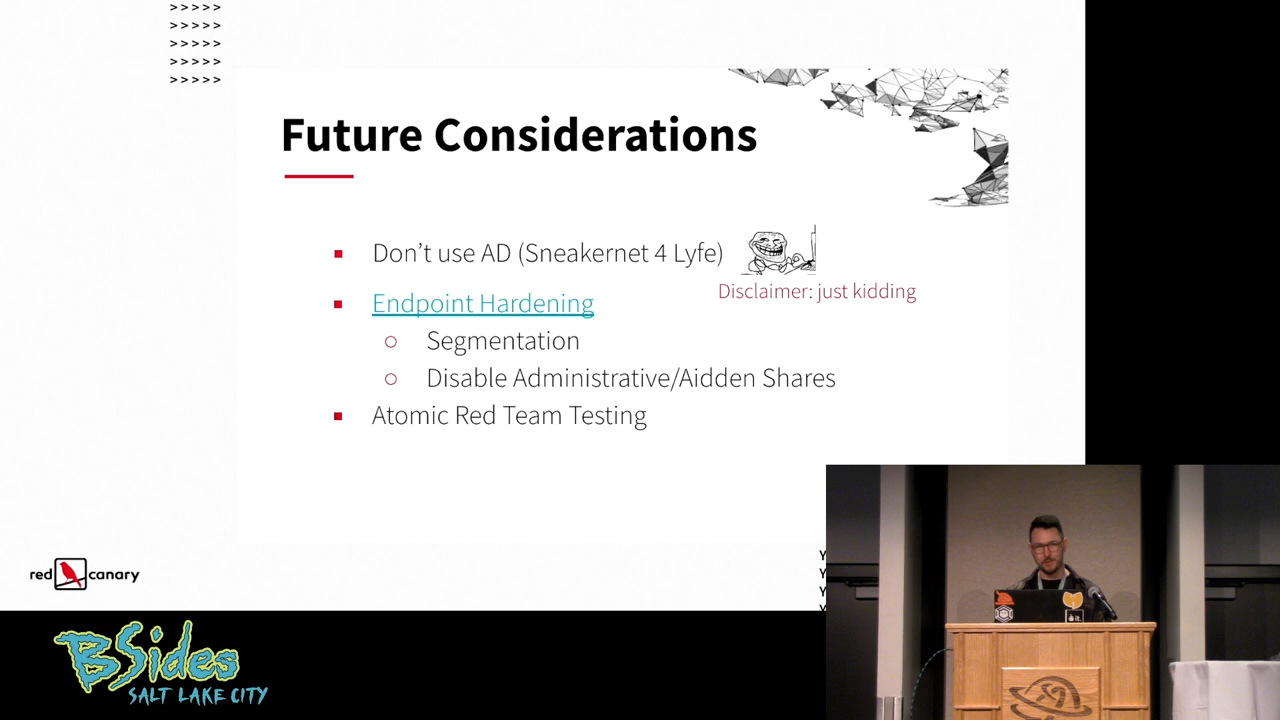 >>>>>
>>>>>
>>>>>
>>>>>
>>>>>
Future Considerations
Don't use AD (Sneakernet 4 Lyfe)
Disclaimer: just kidding
Endpoint Hardening
Segmentation
Disable Administrative/Aidden Shares
Atomic Red Team Testing
red canary
Y
Y
Y
Y
BSides
SALT LAKE CITY
it.